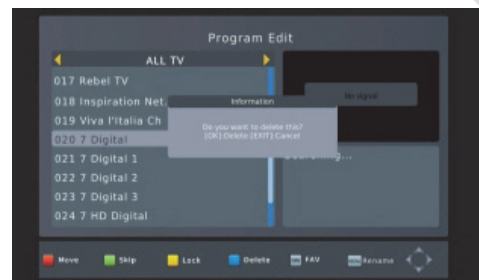 Program Edit
ALL TV
017 Rebel TV
018 Inspiration Net.
019 Viva l'Italia Ch
020 7 Digital
021 7 Digital 1
022 7 Digital 2
023 7 Digital 3
024 7 HD Digital
Information
Do you want to delete this?
[OK] Delete [EXIT] Cancel
No signal
Move Skip Lock Delete FAV Rename